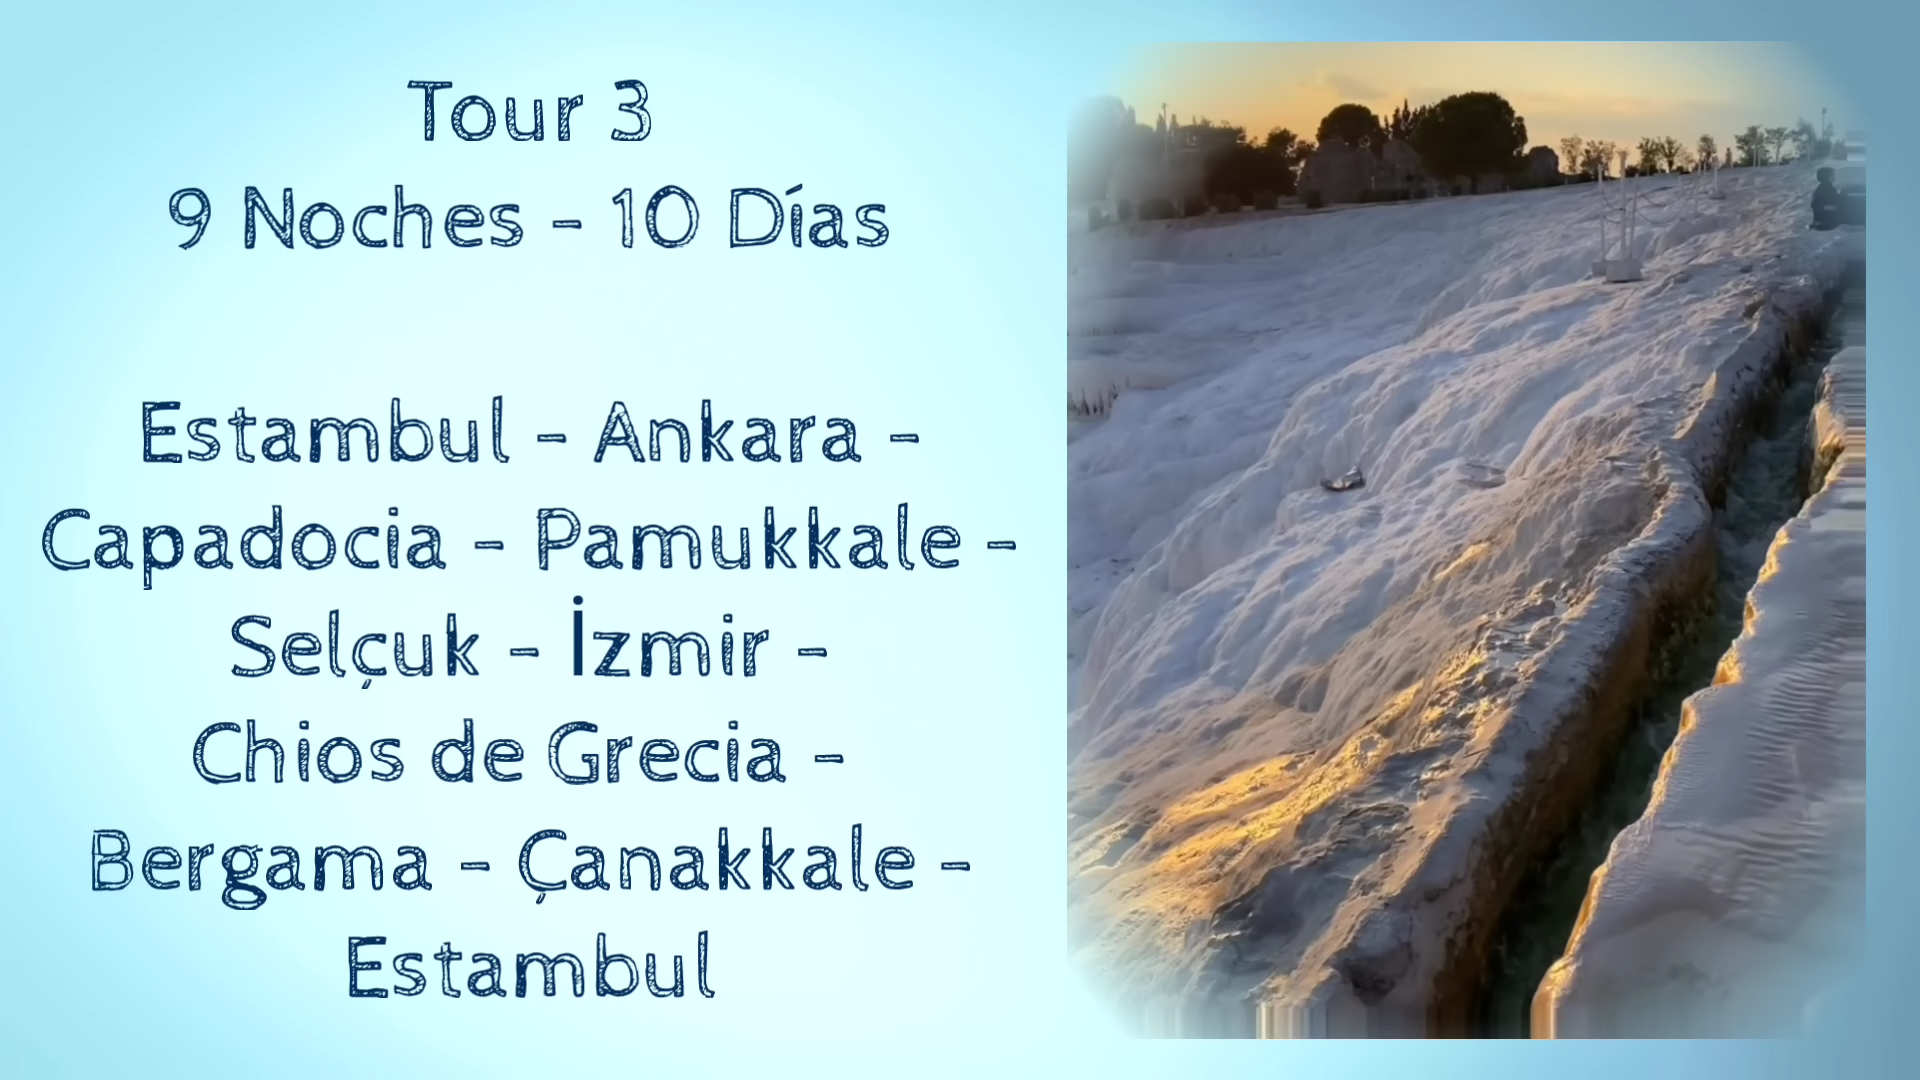 Tour 3
9 Noches - 10 Días
Estambul - Ankara -
Capadocia - Pamukkale -
Selçuk - İzmir -
Chios de Grecia -
Bergama - Çanakkale -
Estambul